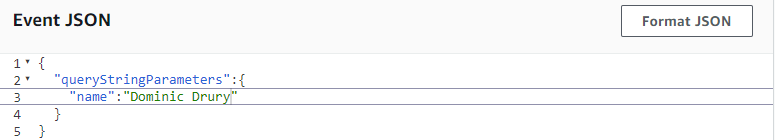 Event JSON
Format JSON
1 {
2 "queryStringParameters":{
3 "name":"Dominic Drury"
4 }
5 }